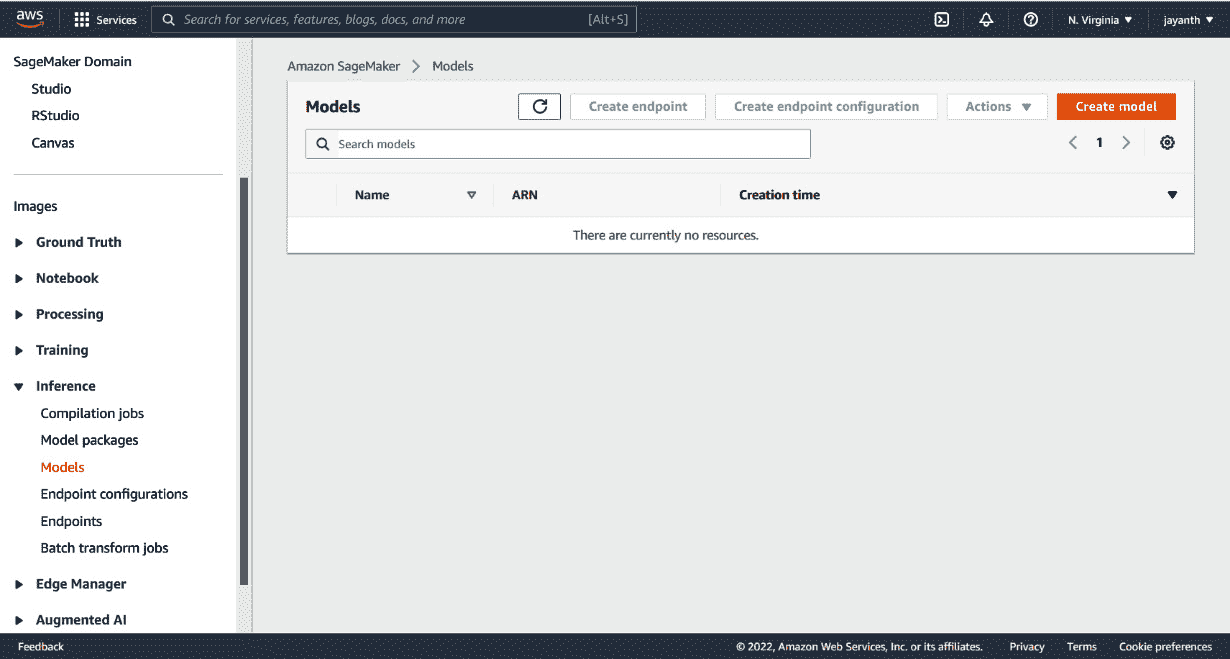 aws
Services
Search for services, features, blogs, docs, and more
[Alt+S]
N. Virginia
jayanth
SageMaker Domain
Studio
RStudio
Canvas
Images
Ground Truth
Notebook
Processing
Training
Inference
Compilation jobs
Model packages
Models
Endpoint configurations
Endpoints
Batch transform jobs
Edge Manager
Augmented AI
Amazon SageMaker
Models
Models
Create endpoint
Create endpoint configuration
Actions
Create model
Search models
1
Name
ARN
Creation time
There are currently no resources.
Feedback
© 2022, Amazon Web Services, Inc. or its affiliates.
Privacy
Terms
Cookie preferences